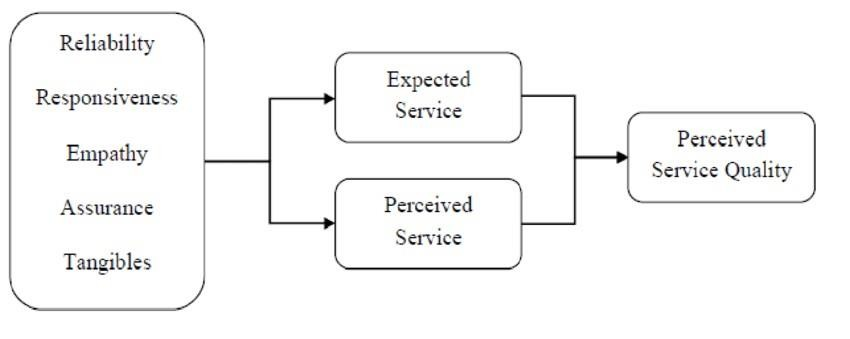 Reliability
Responsiveness
Empathy
Assurance
Tangibles
Expected
Service
Perceived
Service
Perceived
Service Quality